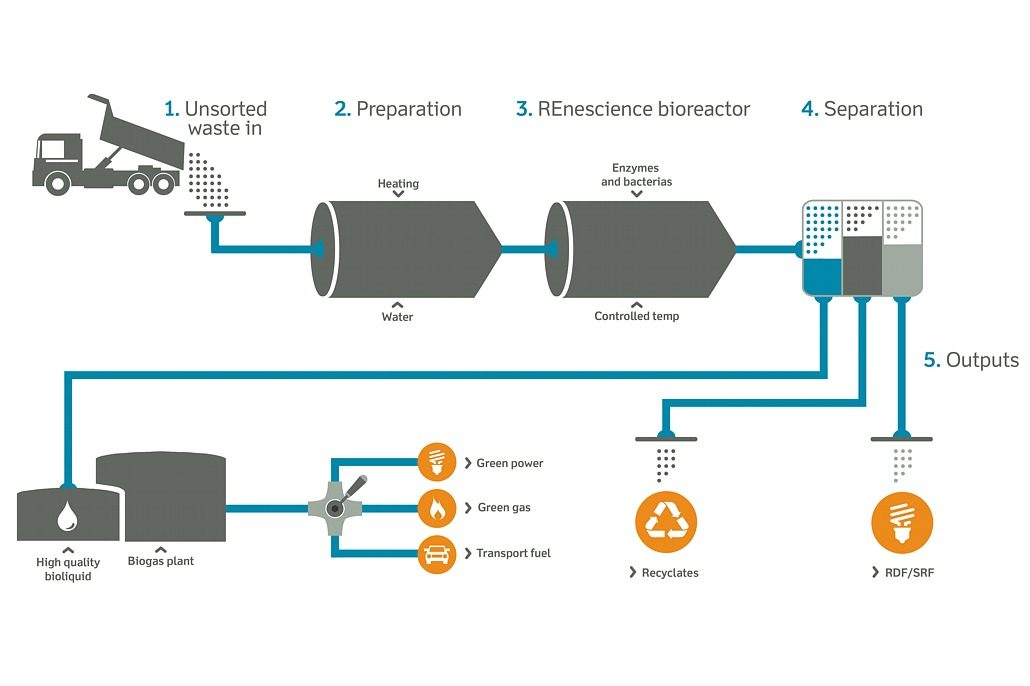 1. Unsorted
waste in
2. Preparation
3. REnescience bioreactor
4. Separation
Heating
Water
Enzymes
and bacterias
Controlled temp
5. Outputs
High quality
bioliquid
Biogas plant
Green power
Green gas
Transport fuel
Recyclates
RDF/SRF